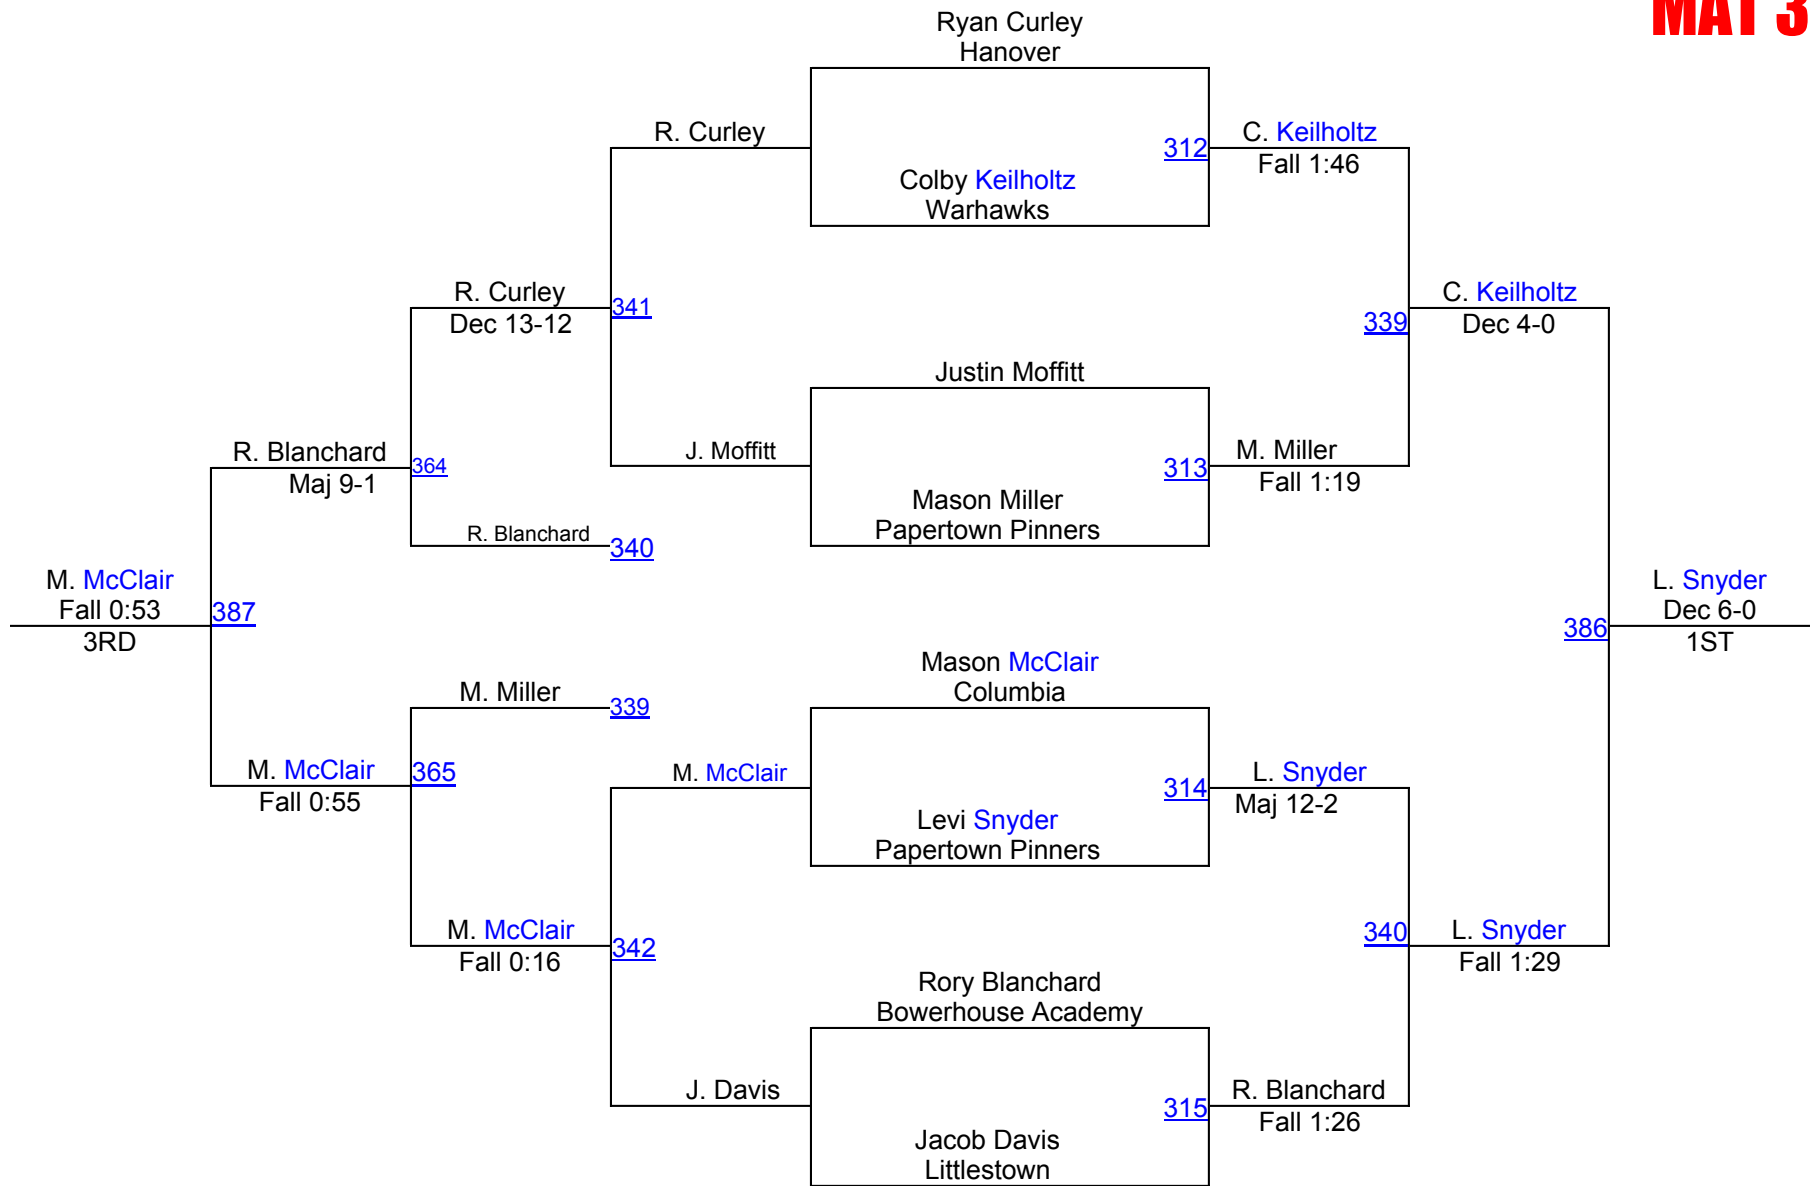 MAT 3
Ryan Curley
Hanover
R. Curley
312
C. Keilholtz
Fall 1:46
Colby Keilholtz
Warhawks
R. Curley
Dec 13-12
341
339
C. Keilholtz
Dec 4-0
Justin Moffitt
R. Blanchard
Maj 9-1
364
J. Moffitt
313
M. Miller
Fall 1:19
Mason Miller
Papertown Pinners
R. Blanchard
340
M. McClair
Fall 0:53
3RD
387
386
L. Snyder
Dec 6-0
1ST
Mason McClair
Columbia
M. Miller
339
M. McClair
Fall 0:55
365
M. McClair
314
L. Snyder
Maj 12-2
Levi Snyder
Papertown Pinners
M. McClair
Fall 0:16
342
340
L. Snyder
Fall 1:29
Rory Blanchard
Bowerhouse Academy
J. Davis
315
R. Blanchard
Fall 1:26
Jacob Davis
Littlestown